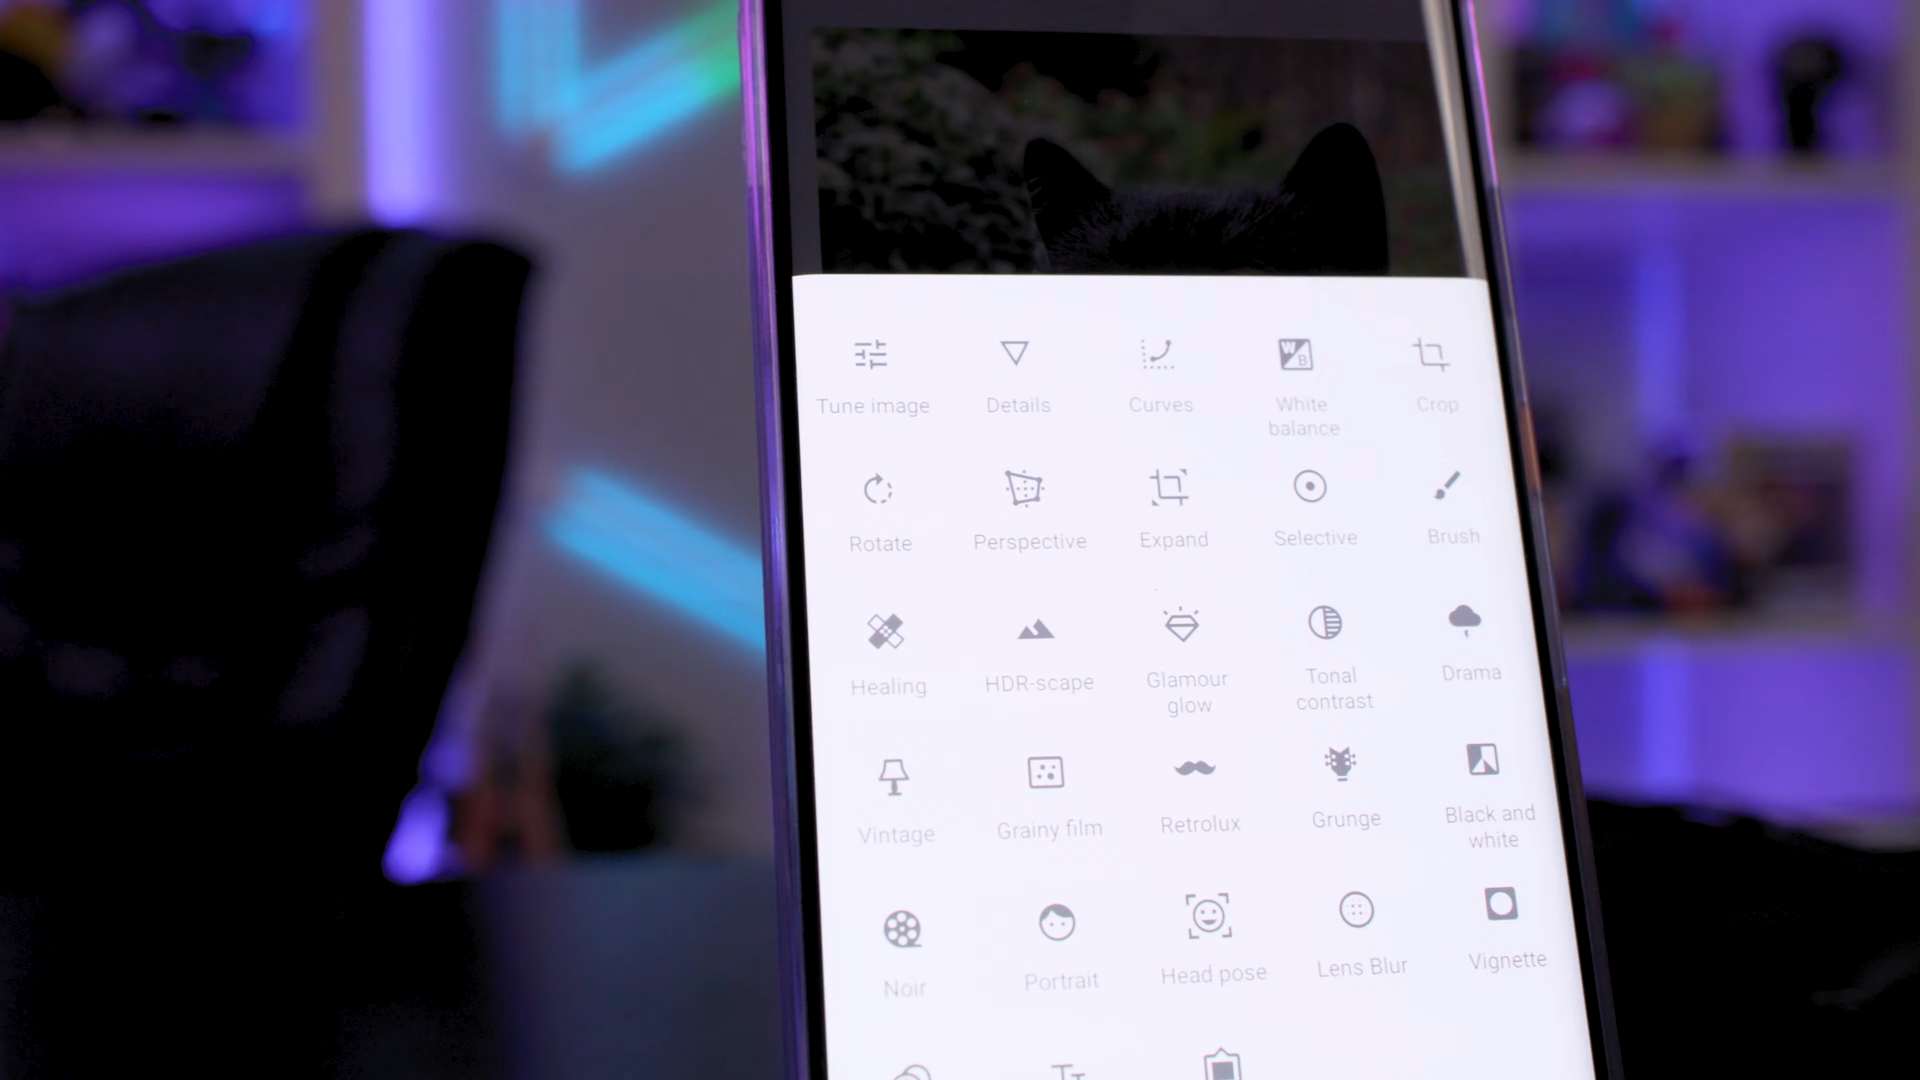 Tune image
Details
Curves
White
balance
Crop
Rotate
Perspective
Expand
Selective
Brush
Healing
HDR-scape
Glamour
glow
Tonal
contrast
Drama
Vintage
Grainy film
Retrolux
Grunge
Black and
white
Noir
Portrait
Head pose
Lens Blur
Vignette